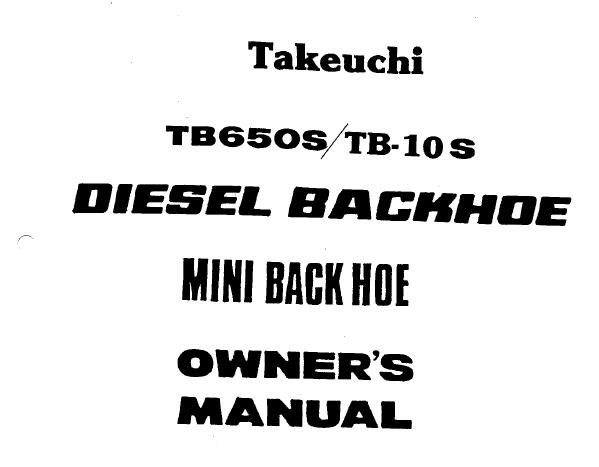 Takeuchi
TB650S/TB-10S
DIESEL BACKHOE
MINI BACK HOE
OWNER'S
MANUAL